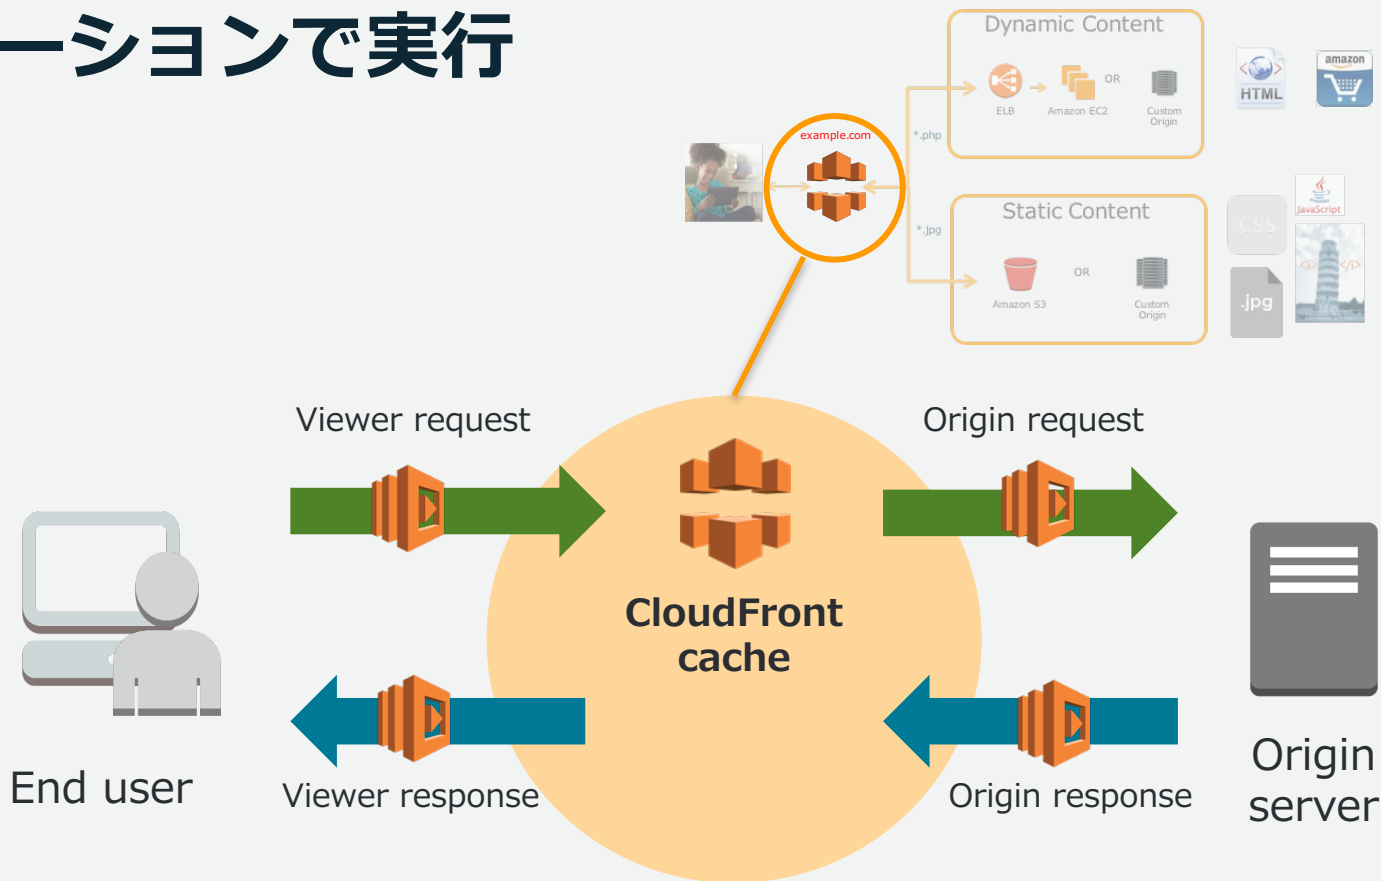 ーションで実行
Dynamic Content
ELB
Amazon EC2
OR
Custom
Origin
HTML
amazon
example.com
*.php
*.jpg
Static Content
Amazon S3
OR
Custom
Origin
CSS
JavaScript
.jpg
<i> </i>
Viewer request
Origin request
CloudFront
cache
End user
Viewer response
Origin response
Origin
server